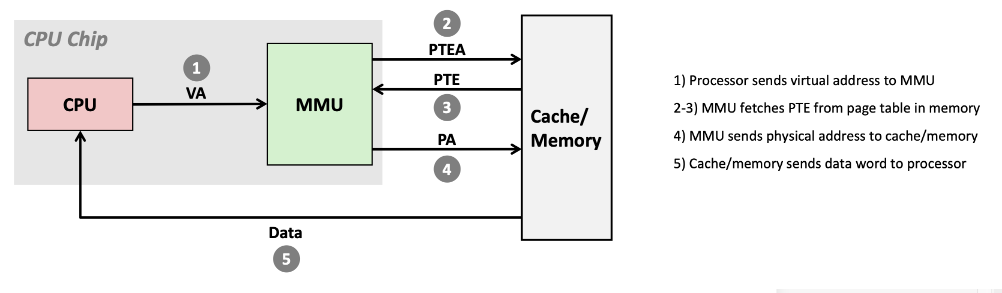 CPU Chip
2
PTEA
1
VA
PTE
3
CPU
MMU
Cache/
Memory
PA
4
Data
5
1) Processor sends virtual address to MMU
2-3) MMU fetches PTE from page table in memory
4) MMU sends physical address to cache/memory
5) Cache/memory sends data word to processor